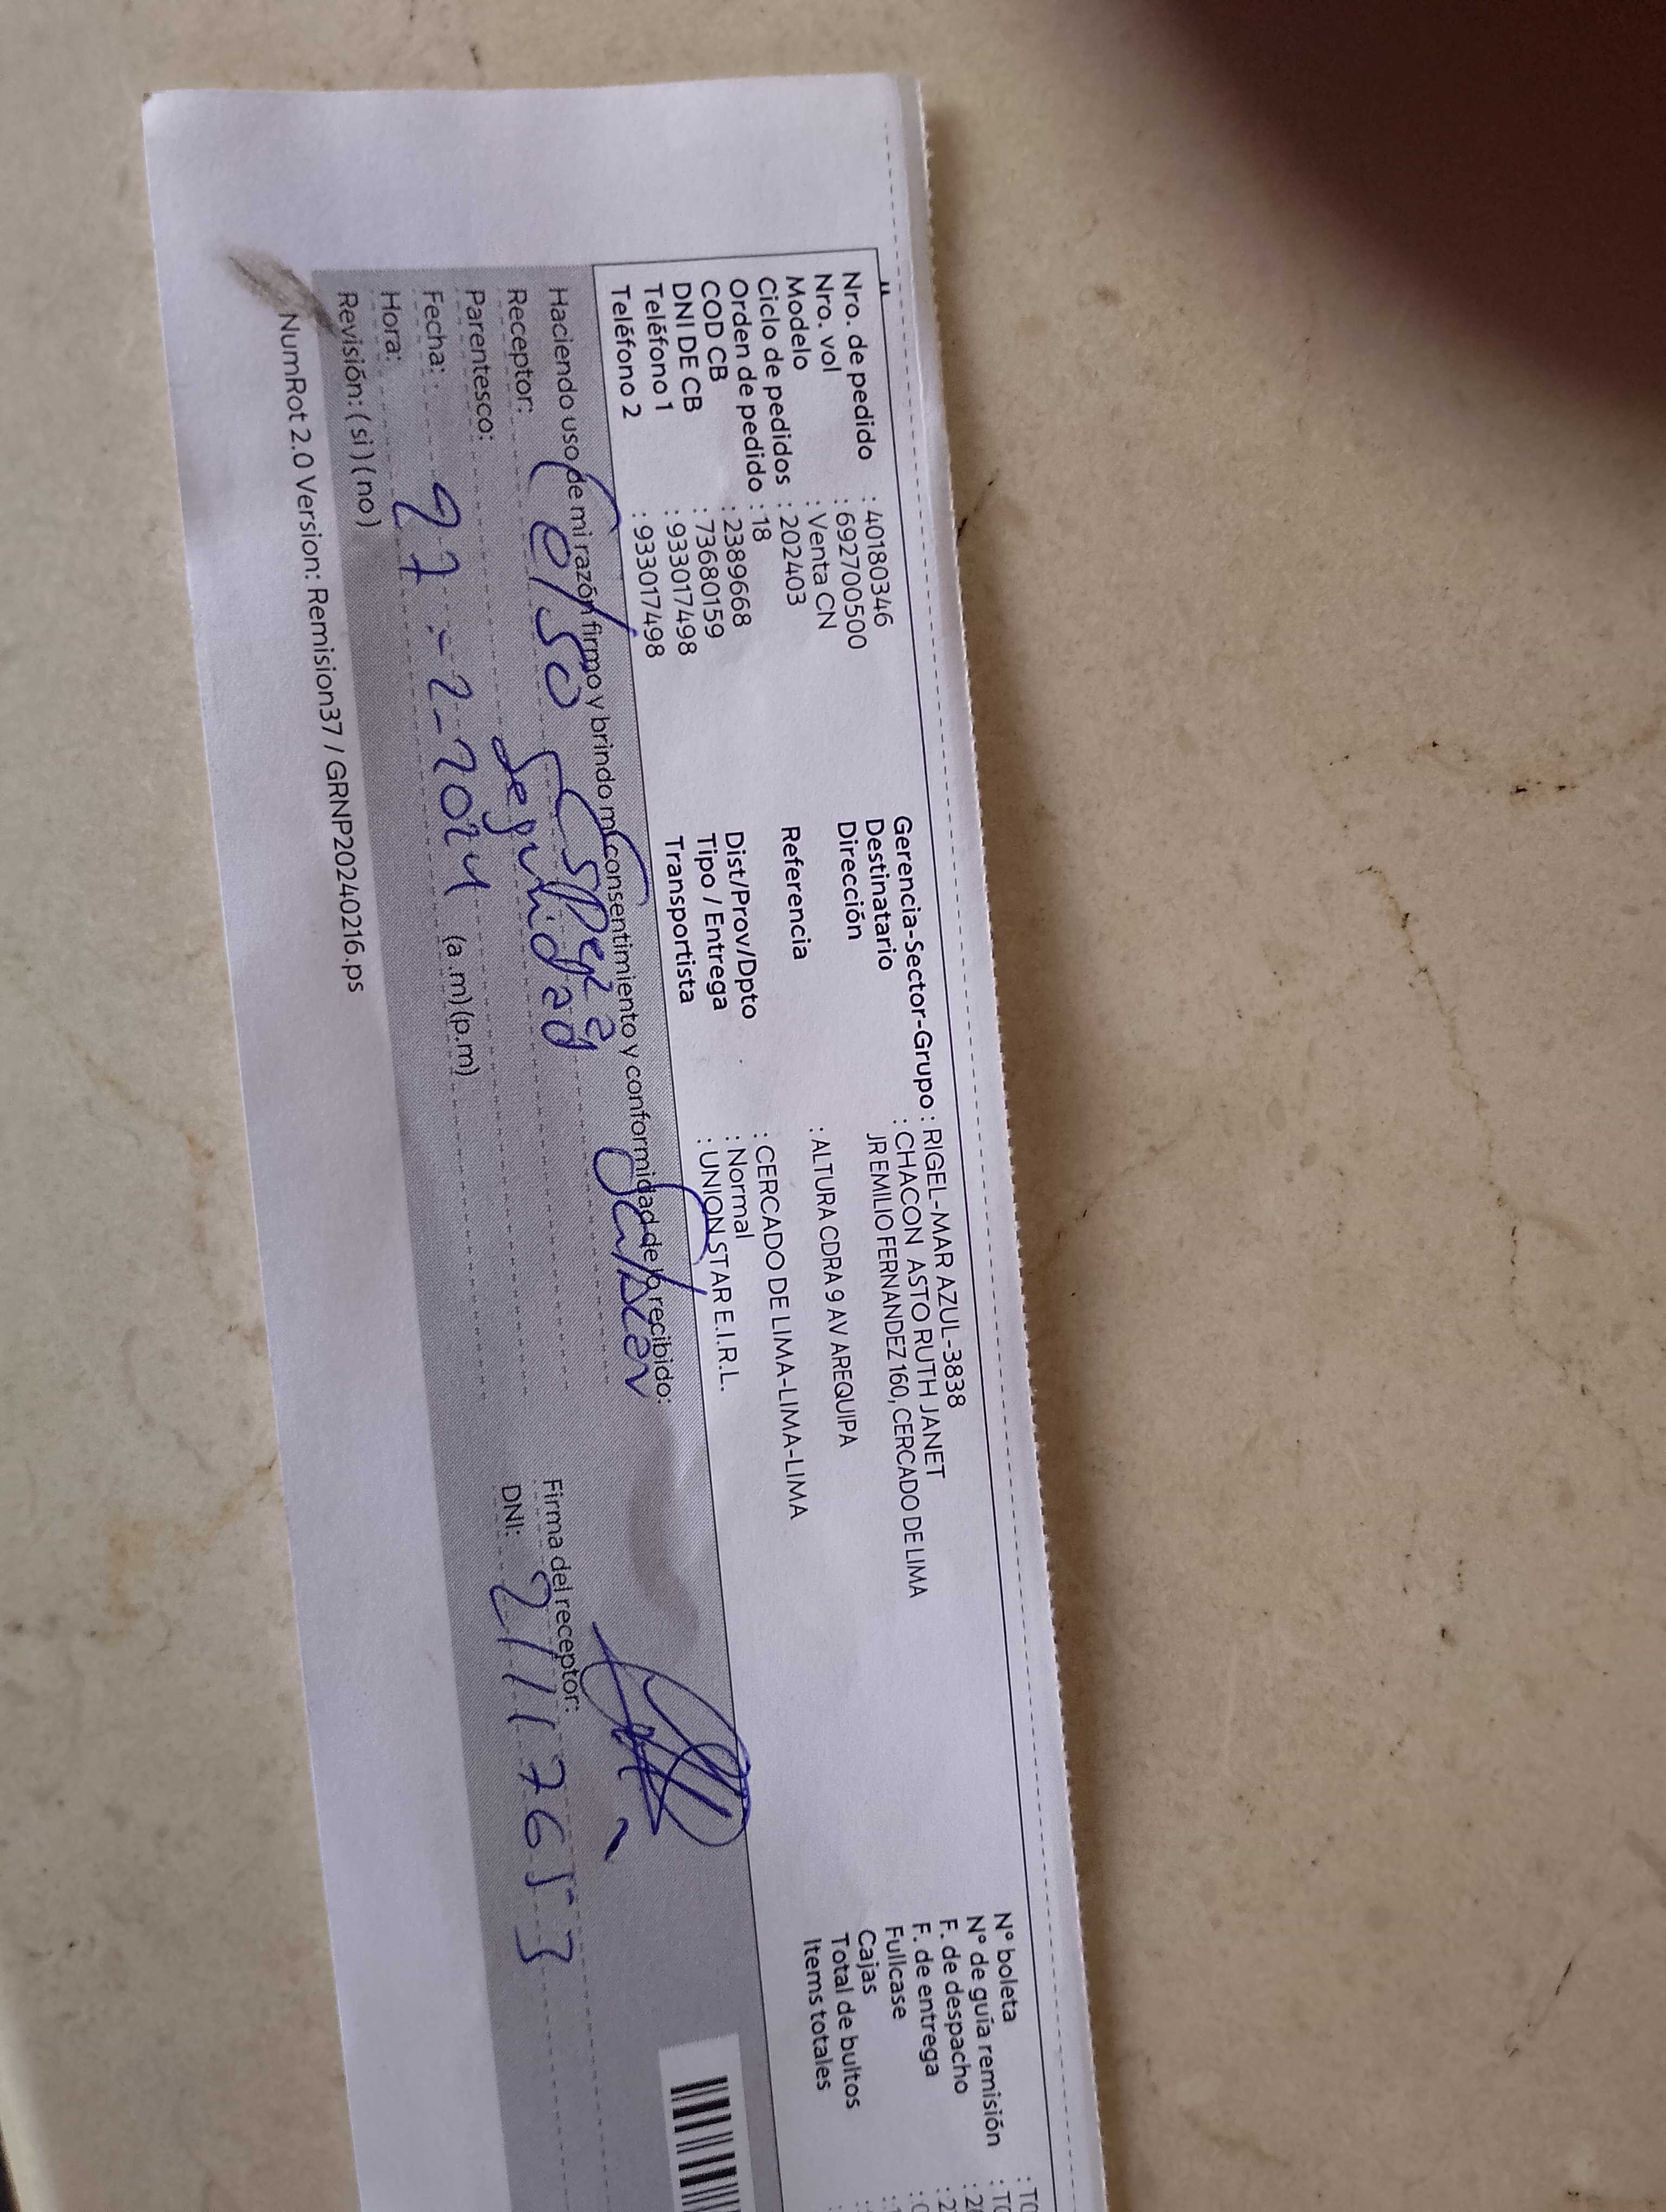 Nro. de pedido : 40180346
Nro. vol : 692700500
Modelo : Venta CN
Ciclo de pedidos : 202403
Orden de pedido : 18
COD CB : 2389668
DNI DE CB : 73680159
Teléfono 1 : 933017498
Teléfono 2 : 933017498
Gerencia-Sector-Grupo : RIGEL-MAR AZUL-3838
Destinatario : CHACON ASTO RUTH JANET
Dirección JR EMILIO FERNANDEZ 160, CERCADO DE LIMA
Referencia : ALTURA CDRA 9 AV AREQUIPA
Dist/Prov/Dpto : CERCADO DE LIMA-LIMA-LIMA
Tipo / Entrega : Normal
Transportista : UNION STAR E.I.R.L.
N° boleta : T0
N° de guía remisión : T0
F. de despacho : 2
F. de entrega : 2
Fullcase
Cajas
Total de bultos
Items totales
Haciendo uso de mi razón firmo y brindo mi consentimiento y conformidad de lo recibido:
Receptor: Celso
Parentesco: Seguridad
Fecha: 27-2-2024
Hora: (a.m)(p.m)
Revisión: (si)(no)
Firma del receptor:
DNI: 21117653
NumRot 2.0 Version: Remision37 / GRNP20240216.ps